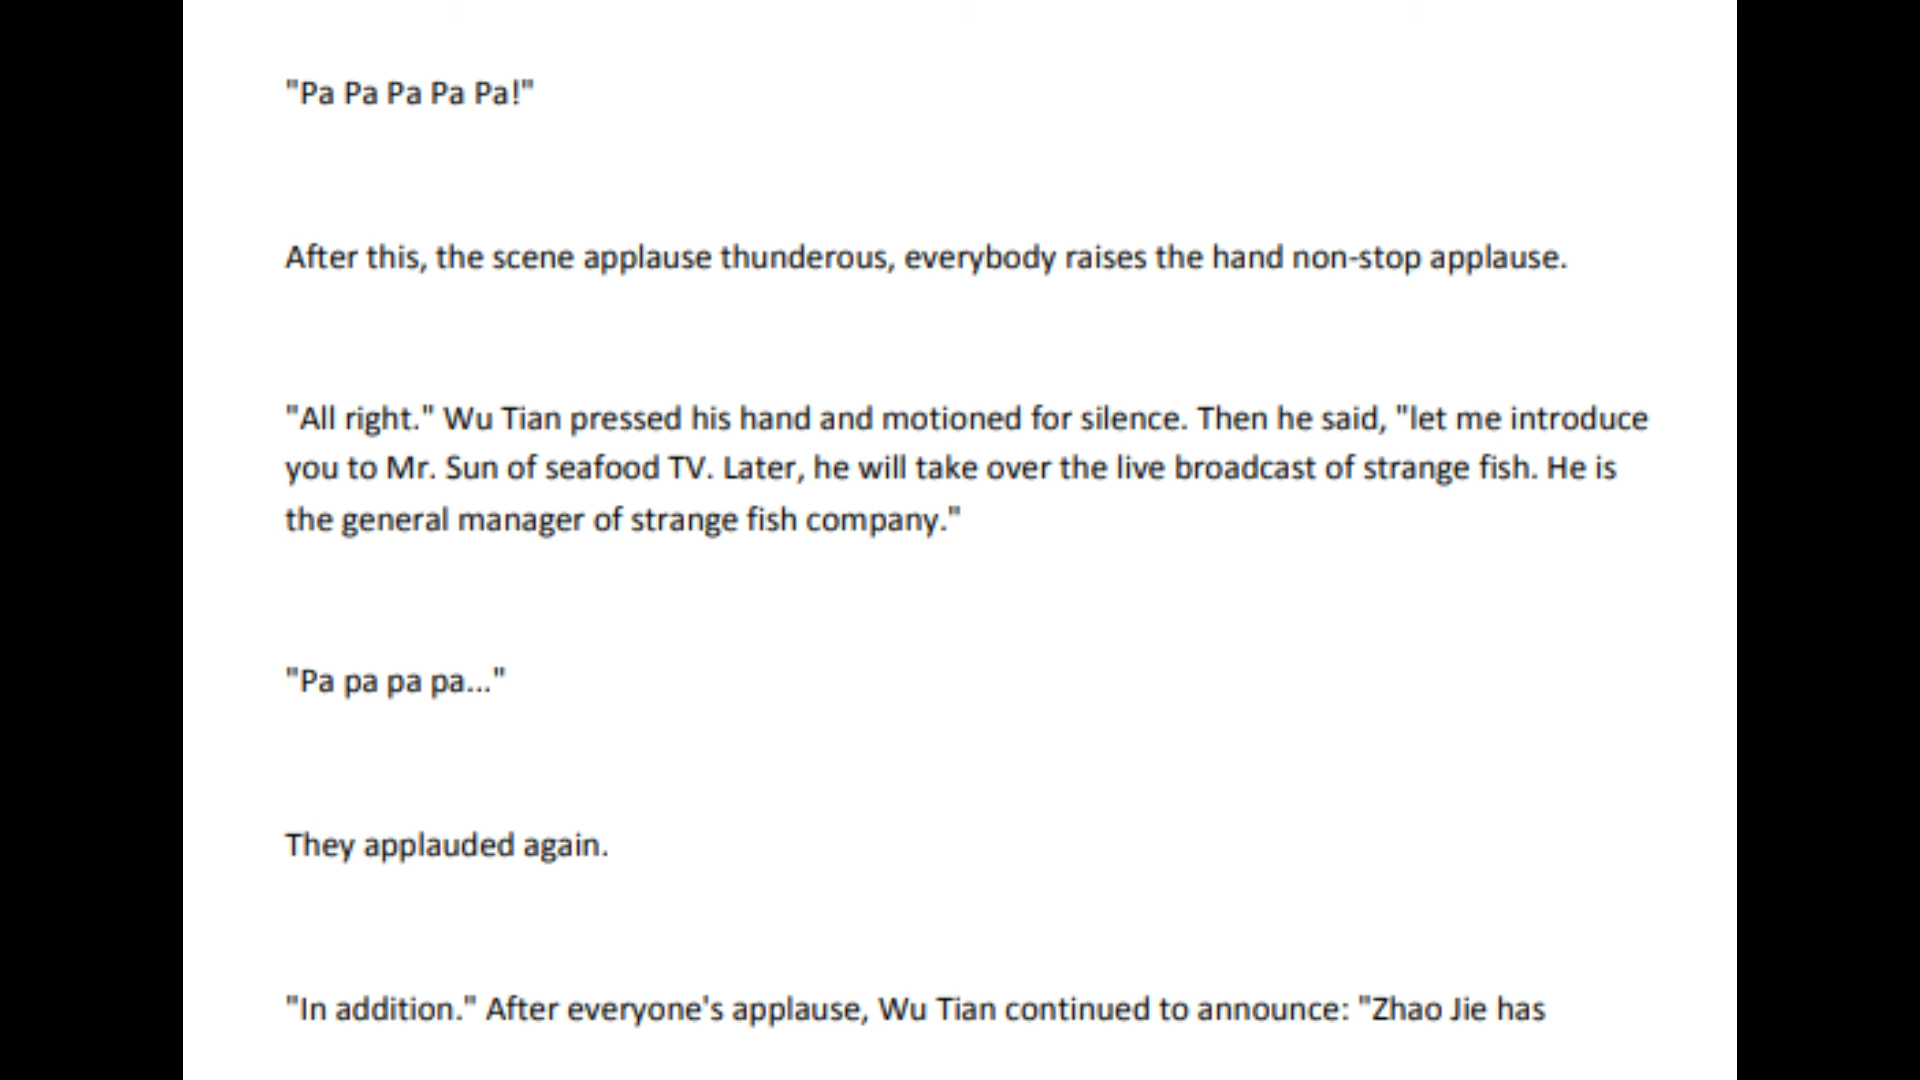 "Pa Pa Pa Pa Pa!"
After this, the scene applause thunderous, everybody raises the hand non-stop applause.
"All right." Wu Tian pressed his hand and motioned for silence. Then he said, "let me introduce
you to Mr. Sun of seafood TV. Later, he will take over the live broadcast of strange fish. He is
the general manager of strange fish company."
"Pa pa pa pa..."
They applauded again.
"In addition." After everyone's applause, Wu Tian continued to announce: "Zhao Jie has